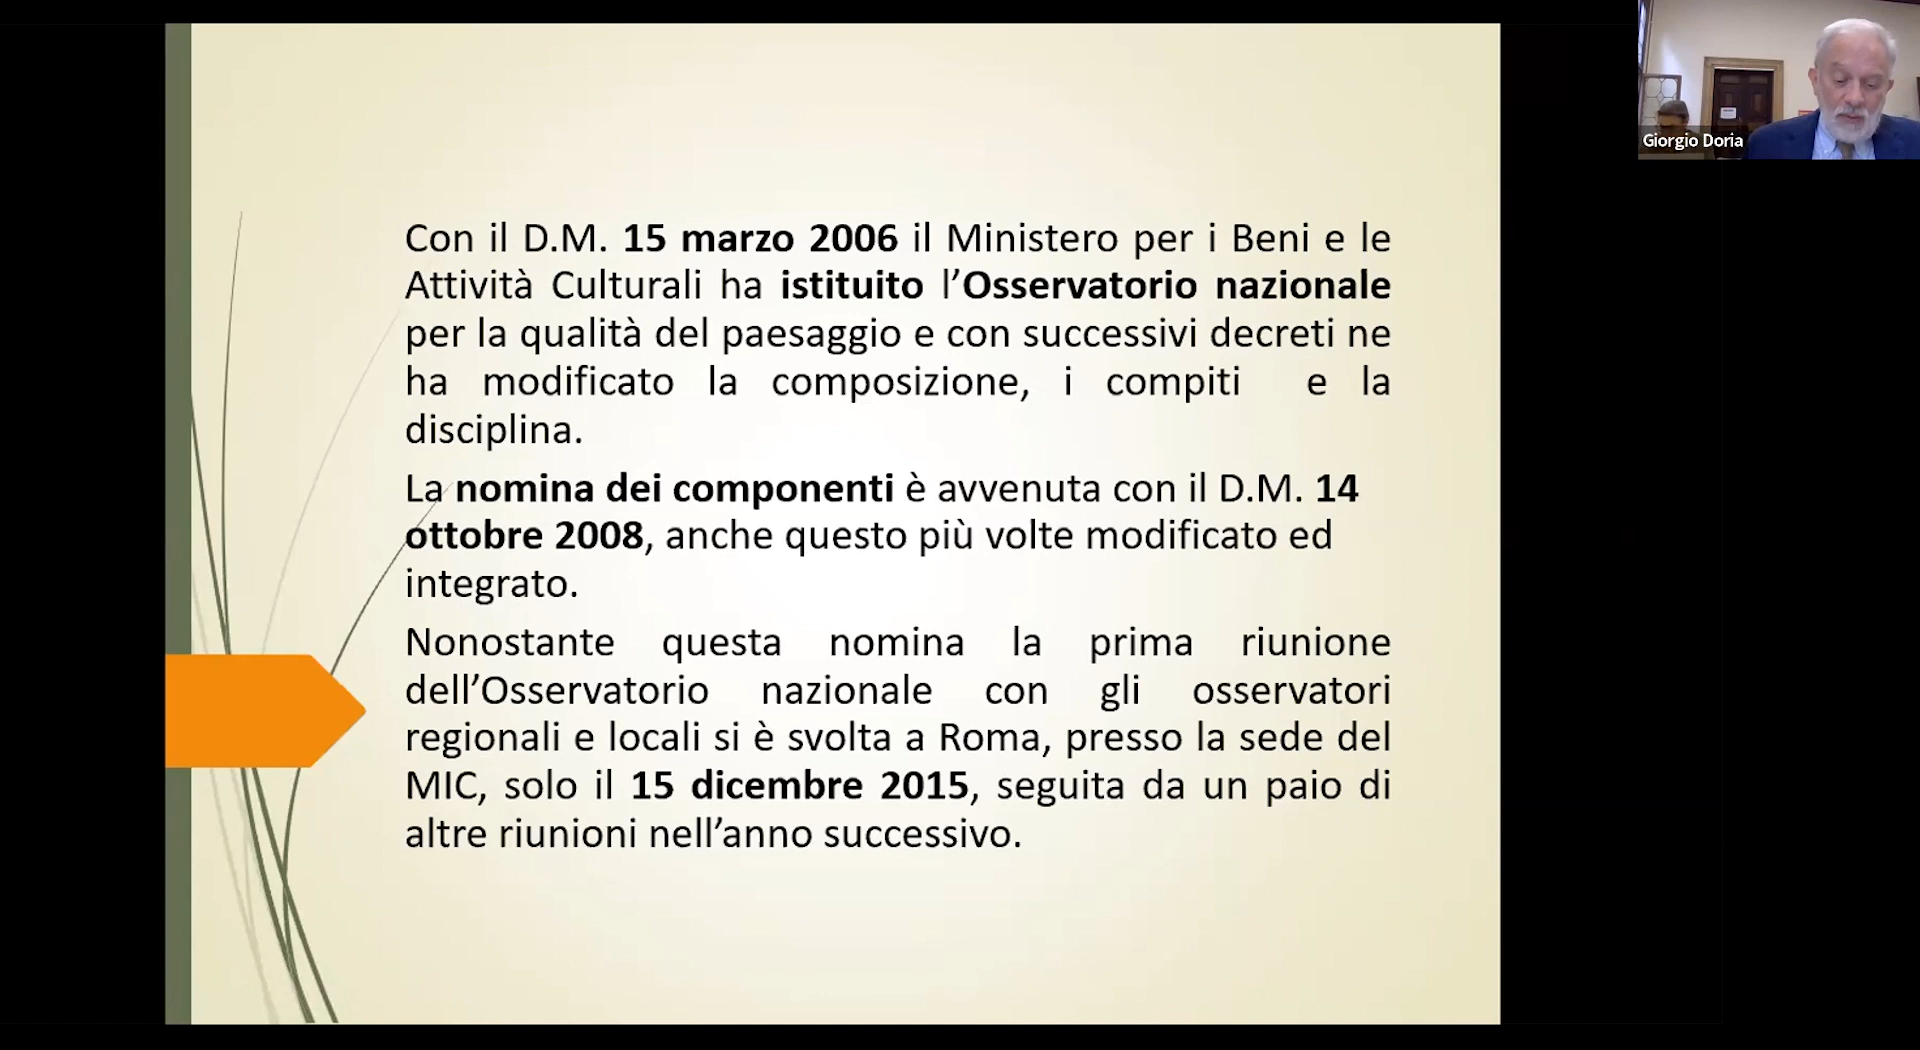 Con il D.M. 15 marzo 2006 il Ministero per i Beni e le
Attività Culturali ha istituito l’Osservatorio nazionale
per la qualità del paesaggio e con successivi decreti ne
ha modificato la composizione, i compiti e la
disciplina.
La nomina dei componenti è avvenuta con il D.M. 14
ottobre 2008, anche questo più volte modificato ed
integrato.
Nonostante questa nomina la prima riunione
dell’Osservatorio nazionale con gli osservatori
regionali e locali si è svolta a Roma, presso la sede del
MIC, solo il 15 dicembre 2015, seguita da un paio di
altre riunioni nell’anno successivo.
Giorgio Doria